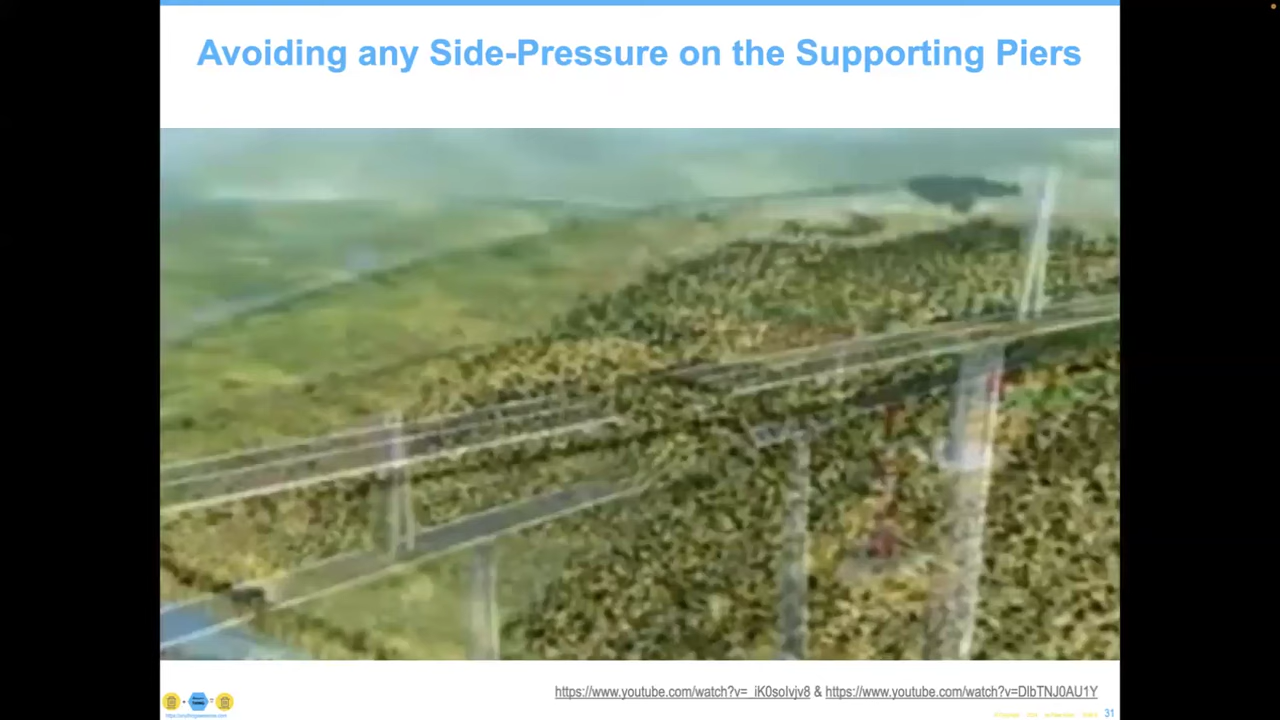 Avoiding any Side-Pressure on the Supporting Piers
https://www.youtube.com/watch?v=_iK0solvjv8 & https://www.youtube.com/watch?v=DlbTNJ0AU1Y
31